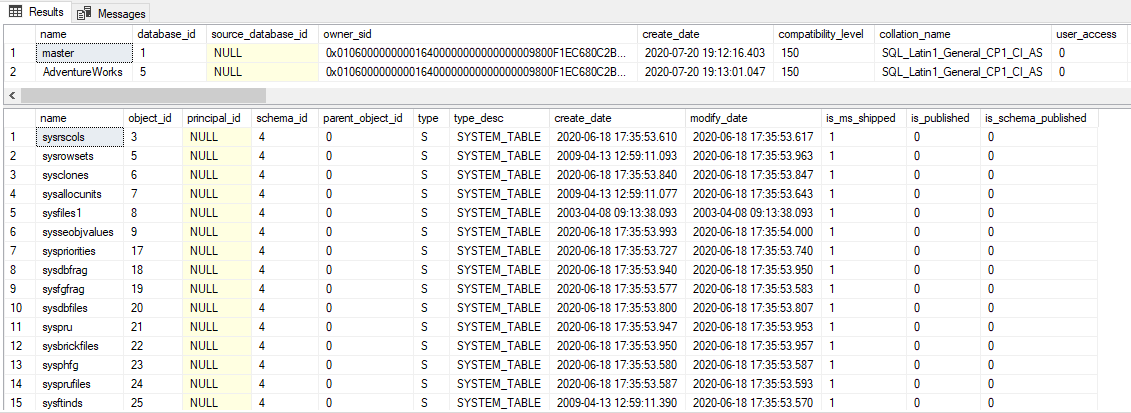 Results Messages
name database_id source_database_id owner_sid create_date compatibility_level collation_name user_access
1 master 1 NULL 0x0106000000000164000000000000000009800F1EC680C2B... 2020-07-20 19:12:16.403 150 SQL_Latin1_General_CP1_CI_AS 0
2 AdventureWorks 5 NULL 0x0106000000000164000000000000000009800F1EC680C2B... 2020-07-20 19:13:01.047 150 SQL_Latin1_General_CP1_CI_AS 0
name object_id principal_id schema_id parent_object_id type type_desc create_date modify_date is_ms_shipped is_published is_schema_published
1 sysrscols 3 NULL 4 0 S SYSTEM_TABLE 2020-06-18 17:35:53.610 2020-06-18 17:35:53.617 1 0 0
2 sysrowsets 5 NULL 4 0 S SYSTEM_TABLE 2009-04-13 12:59:11.093 2020-06-18 17:35:53.963 1 0 0
3 sysclones 6 NULL 4 0 S SYSTEM_TABLE 2020-06-18 17:35:53.840 2020-06-18 17:35:53.847 1 0 0
4 sysallocunits 7 NULL 4 0 S SYSTEM_TABLE 2009-04-13 12:59:11.077 2020-06-18 17:35:53.643 1 0 0
5 sysfiles1 8 NULL 4 0 S SYSTEM_TABLE 2003-04-08 09:13:38.093 2003-04-08 09:13:38.093 1 0 0
6 sysseobjvalues 9 NULL 4 0 S SYSTEM_TABLE 2020-06-18 17:35:53.993 2020-06-18 17:35:54.000 1 0 0
7 syspriorities 17 NULL 4 0 S SYSTEM_TABLE 2020-06-18 17:35:53.727 2020-06-18 17:35:53.740 1 0 0
8 sysdbfrag 18 NULL 4 0 S SYSTEM_TABLE 2020-06-18 17:35:53.940 2020-06-18 17:35:53.950 1 0 0
9 sysfgfrag 19 NULL 4 0 S SYSTEM_TABLE 2020-06-18 17:35:53.577 2020-06-18 17:35:53.583 1 0 0
10 sysdbfiles 20 NULL 4 0 S SYSTEM_TABLE 2020-06-18 17:35:53.800 2020-06-18 17:35:53.807 1 0 0
11 syspru 21 NULL 4 0 S SYSTEM_TABLE 2020-06-18 17:35:53.947 2020-06-18 17:35:53.953 1 0 0
12 sysbrickfiles 22 NULL 4 0 S SYSTEM_TABLE 2020-06-18 17:35:53.950 2020-06-18 17:35:53.957 1 0 0
13 sysphfg 23 NULL 4 0 S SYSTEM_TABLE 2020-06-18 17:35:53.580 2020-06-18 17:35:53.587 1 0 0
14 sysprufiles 24 NULL 4 0 S SYSTEM_TABLE 2020-06-18 17:35:53.587 2020-06-18 17:35:53.593 1 0 0
15 sysftinds 25 NULL 4 0 S SYSTEM_TABLE 2009-04-13 12:59:11.390 2020-06-18 17:35:53.570 1 0 0